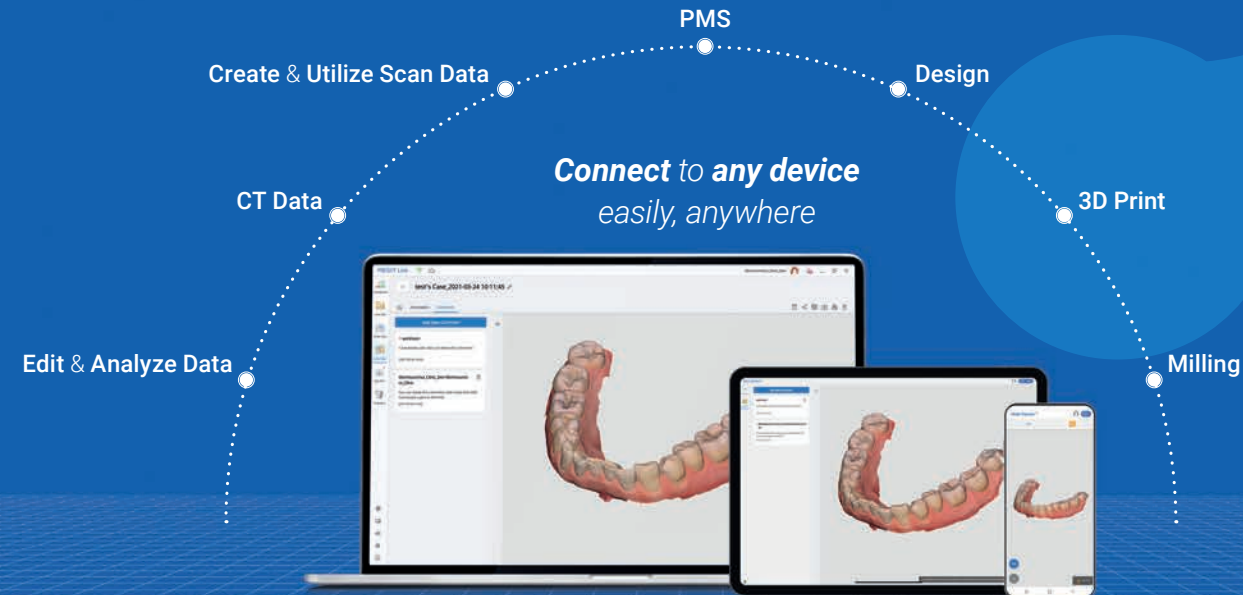 PMS
Create & Utilize Scan Data
Design
Connect to any device
easily, anywhere
CT Data
3D Print
Edit & Analyze Data
Milling
test's Case_2021-03-24 10:11:45